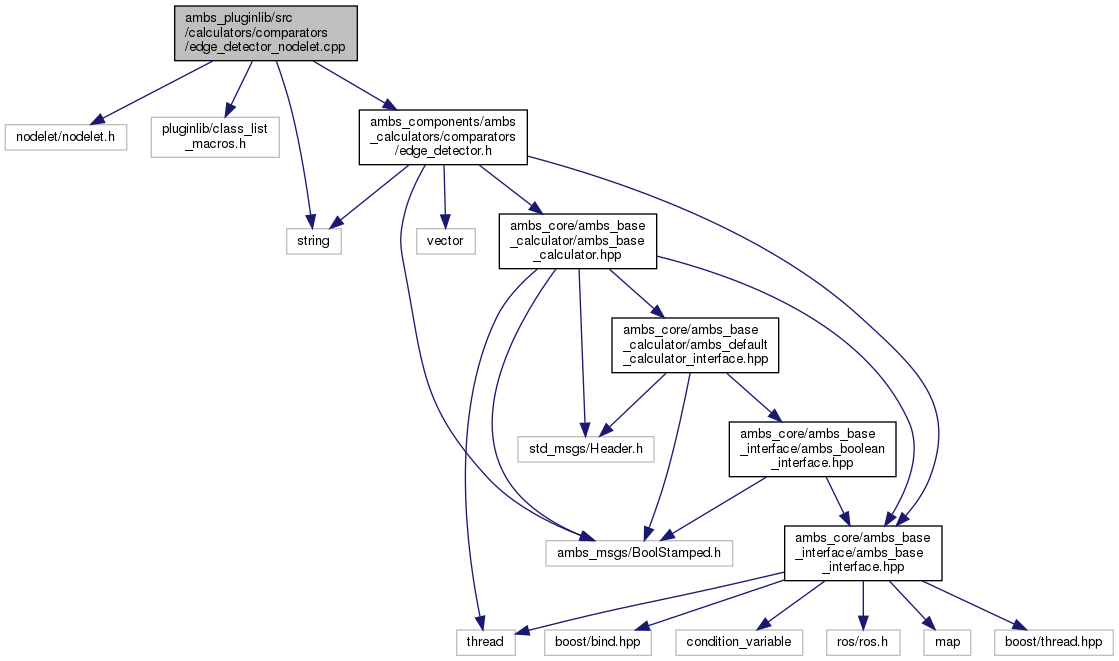 ambs_pluginlib/src
/calculators/comparators
/edge_detector_nodelet.cpp
nodelet/nodelet.h
pluginlib/class_list
_macros.h
ambs_components/ambs
_calculators/comparators
/edge_detector.h
string
vector
ambs_core/ambs_base
_calculator/ambs_base
_calculator.hpp
ambs_core/ambs_base
_calculator/ambs_default
_calculator_interface.hpp
std_msgs/Header.h
ambs_core/ambs_base
_interface/ambs_boolean
_interface.hpp
ambs_msgs/BoolStamped.h
ambs_core/ambs_base
_interface/ambs_base
_interface.hpp
thread
boost/bind.hpp
condition_variable
ros/ros.h
map
boost/thread.hpp